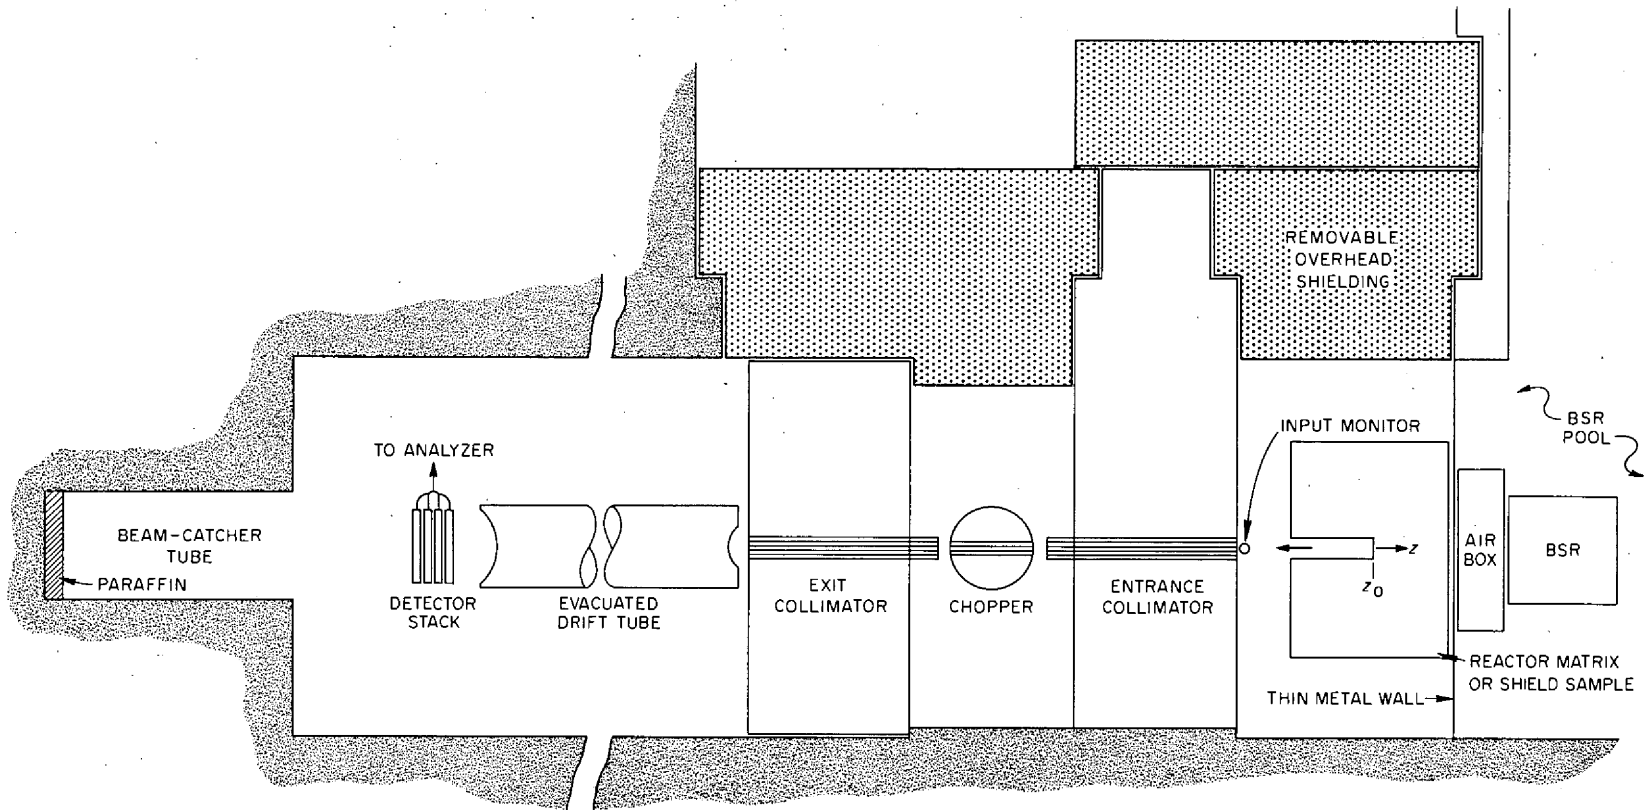 REMOVABLE
OVERHEAD
SHIELDING
BSR
POOL
INPUT MONITOR
TO ANALYZER
BEAM-CATCHER
TUBE
PARAFFIN
DETECTOR
STACK
EVACUATED
DRIFT TUBE
EXIT
COLLIMATOR
CHOPPER
ENTRANCE
COLLIMATOR
z
z₀
AIR
BOX
BSR
REACTOR MATRIX
OR SHIELD SAMPLE
THIN METAL WALL